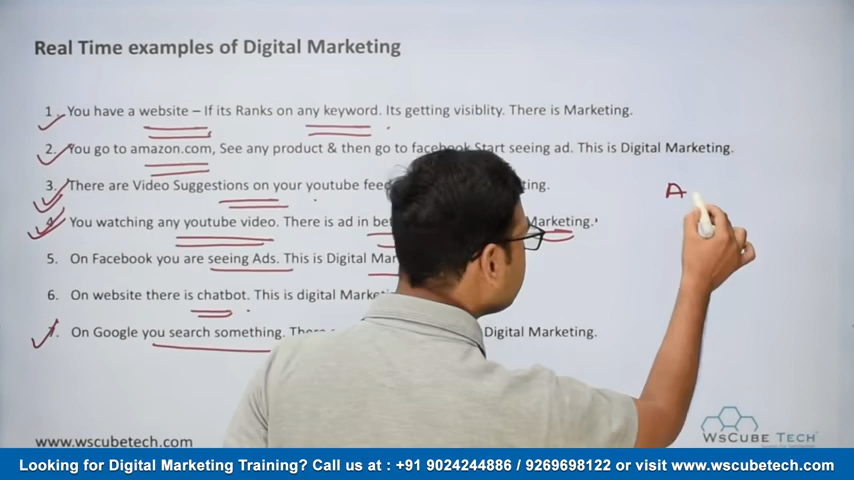 Real Time examples of Digital Marketing
1. You have a website – If its Ranks on any keyword. Its getting visiblity. There is Marketing.
2. You go to amazon.com, See any product & then go to facebook Start seeing ad. This is Digital Marketing.
3. There are Video Suggestions on your youtube feed
4. You watching any youtube video. There is ad in Marketing.
5. On Facebook you are seeing Ads. This is Digital
6. On website there is chatbot. This is digital
7. On Google you search something. Digital Marketing.
A
www.wscubetech.com
WsCube Tech
Looking for Digital Marketing Training? Call us at : +91 9024244886 / 9269698122 or visit www.wscubetech.com